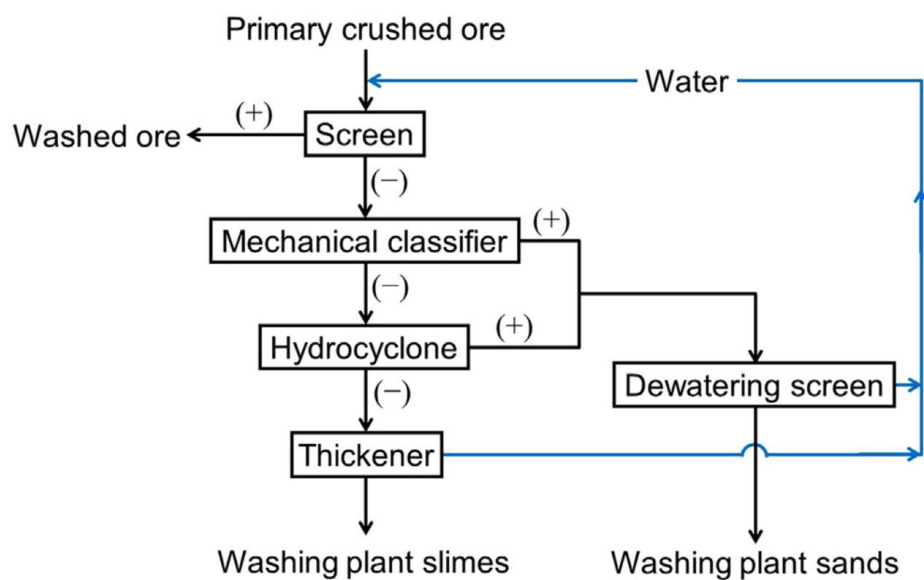 Primary crushed ore
Water
(+)
Washed ore
Screen
(−)
Mechanical classifier
(+)
(−)
Hydrocyclone
(+)
Dewatering screen
(−)
Thickener
Washing plant slimes
Washing plant sands